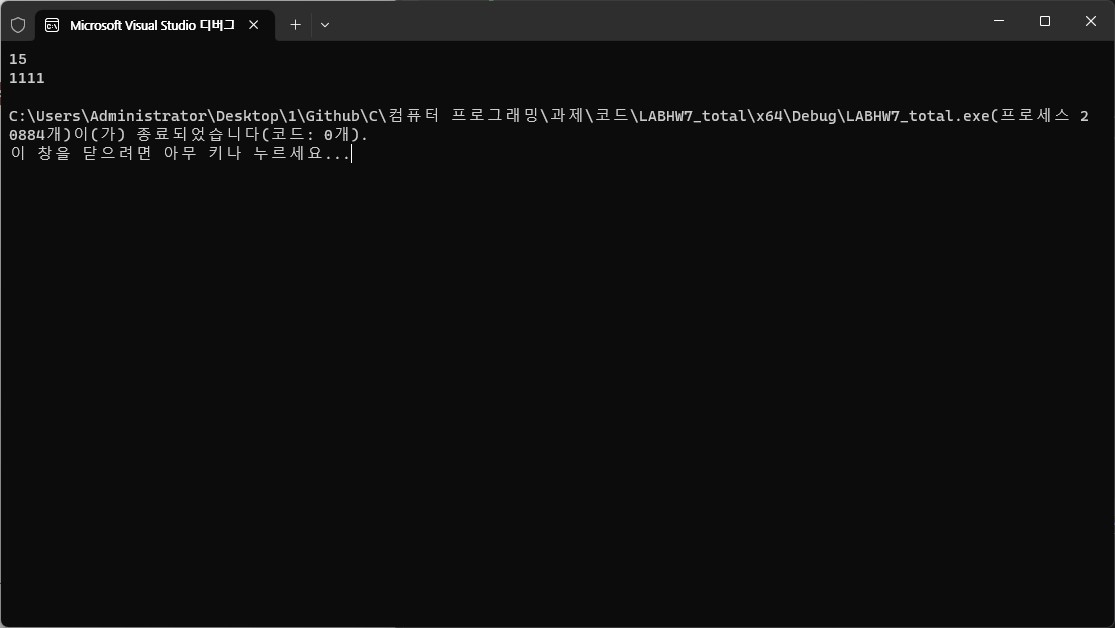 Microsoft Visual Studio 디버그
15
1111
C:\Users\Administrator\Desktop\1\Github\C\컴퓨터 프로그래밍\과제\코드\LABHW7_total\x64\Debug\LABHW7_total.exe(프로세스 2
0884개)이(가) 종료되었습니다(코드: 0개).
이 창을 닫으려면 아무 키나 누르세요...